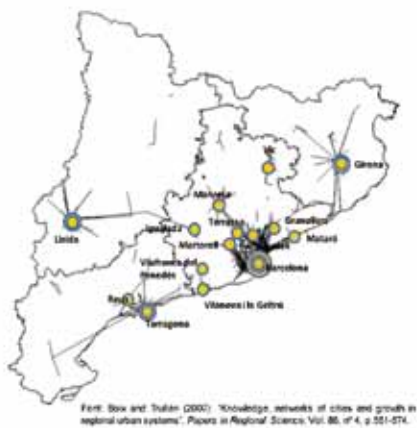 Vic
Girona
Manresa
Terrassa
Granollers
Igualada
Mataró
Lleida
Martorell
Barcelona
Vilafranca del
Penedès
Reus
Vilanova i la Geltrú
Tarragona
Font: Boix and Trullén (2007): "Knowledge, networks of cities and growth in
regional urban systems", Papers in Regional Science, Vol. 86, nº 4, p.551-574.